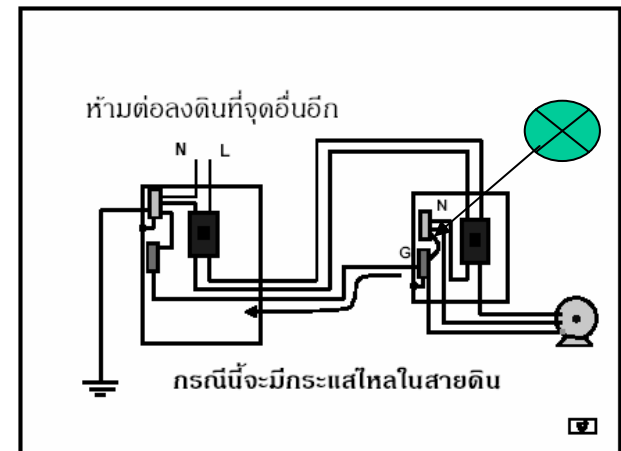 ห้ามต่อลงดินที่จุดอื่นอีก
N L
N
G
กรณีนี้จะมีกระแสไหลในสายดิน